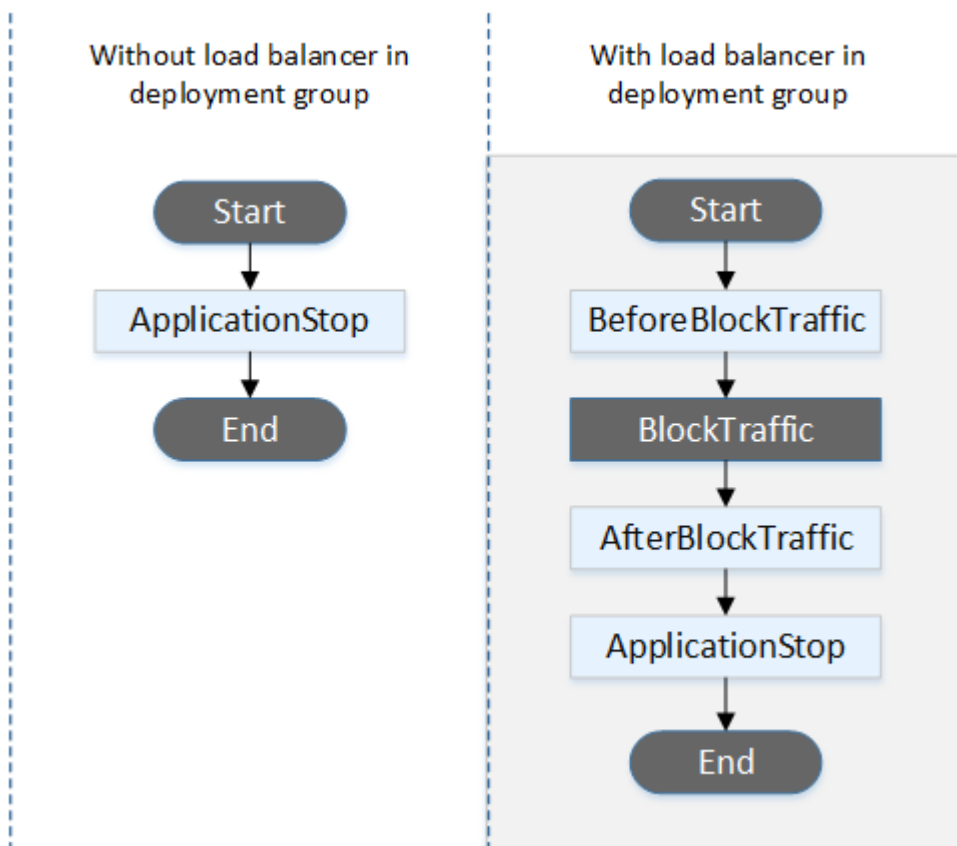 Without load balancer in
deployment group
Start
ApplicationStop
End
With load balancer in
deployment group
Start
BeforeBlockTraffic
BlockTraffic
AfterBlockTraffic
ApplicationStop
End